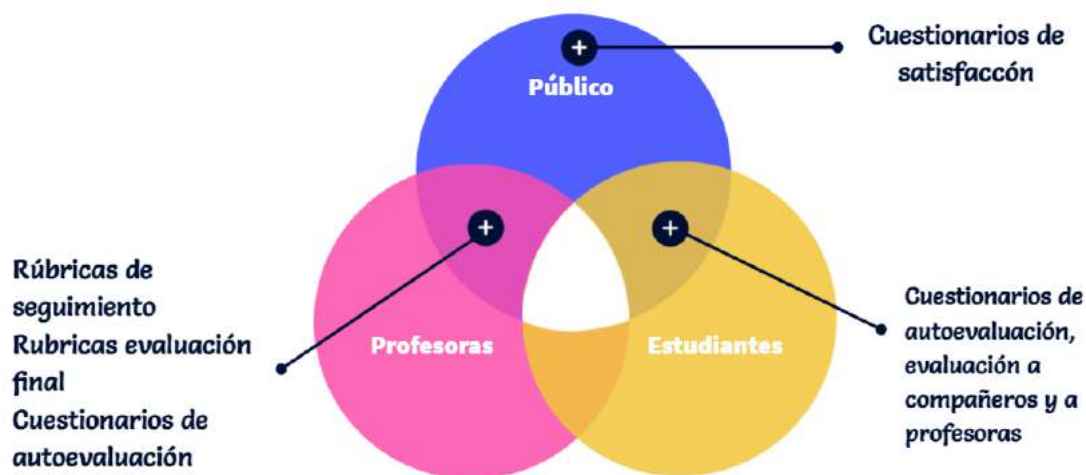 Cuestionarios de
satisfaccón
Público
Rúbricas de
seguimiento
Rubricas evaluación
final
Cuestionarios de
autoevaluación
Profesoras
Estudiantes
Cuestionarios de
autoevaluación,
evaluación a
compañeros y a
profesoras